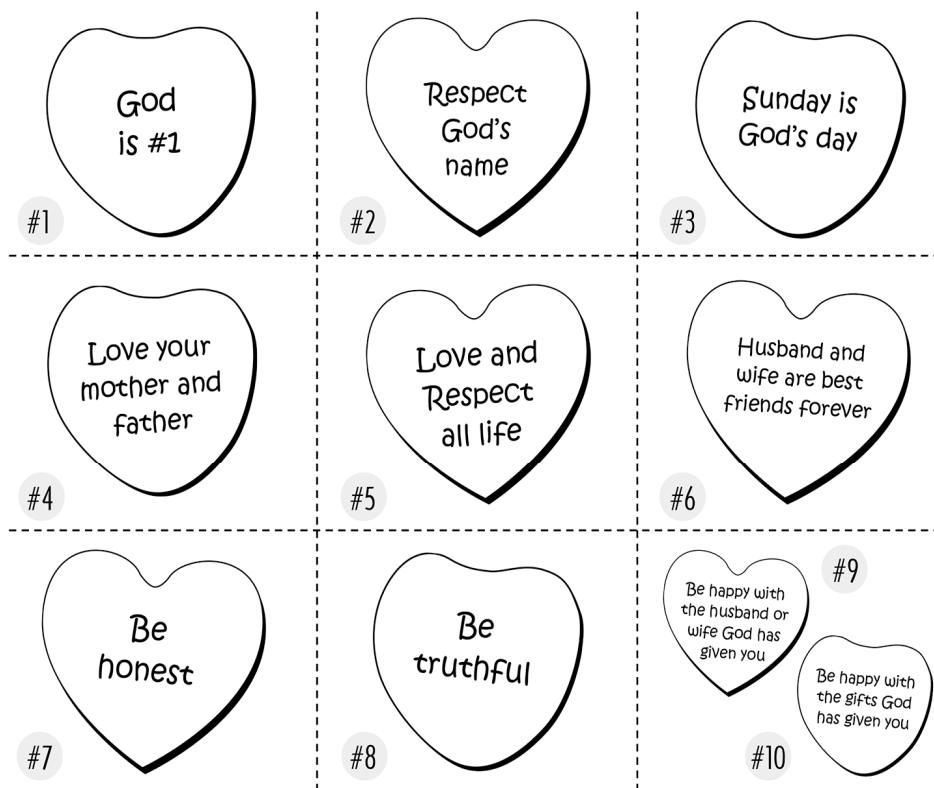 God
is #1
#1
Respect
God's
name
#2
Sunday is
God's day
#3
Love your
mother and
father
#4
Love and
Respect
all life
#5
Husband and
wife are best
friends forever
#6
Be
honest
#7
Be
truthful
#8
Be happy with
the husband or
wife God has
given you
#9
Be happy with
the gifts God
has given you
#10